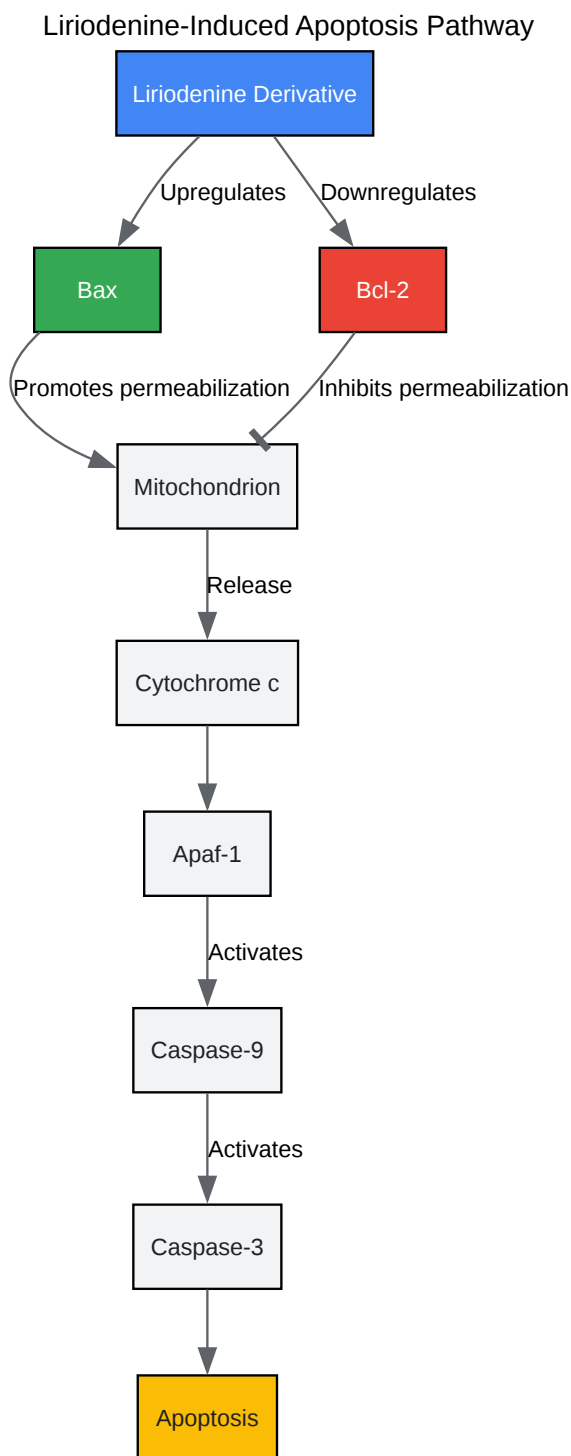 Liriodenine-Induced Apoptosis Pathway
Liriodenine Derivative
Upregulates
Downregulates
Bax
Bcl-2
Promotes permeabilization
Inhibits permeabilization
Mitochondrion
Release
Cytochrome c
Apaf-1
Activates
Caspase-9
Activates
Caspase-3
Apoptosis